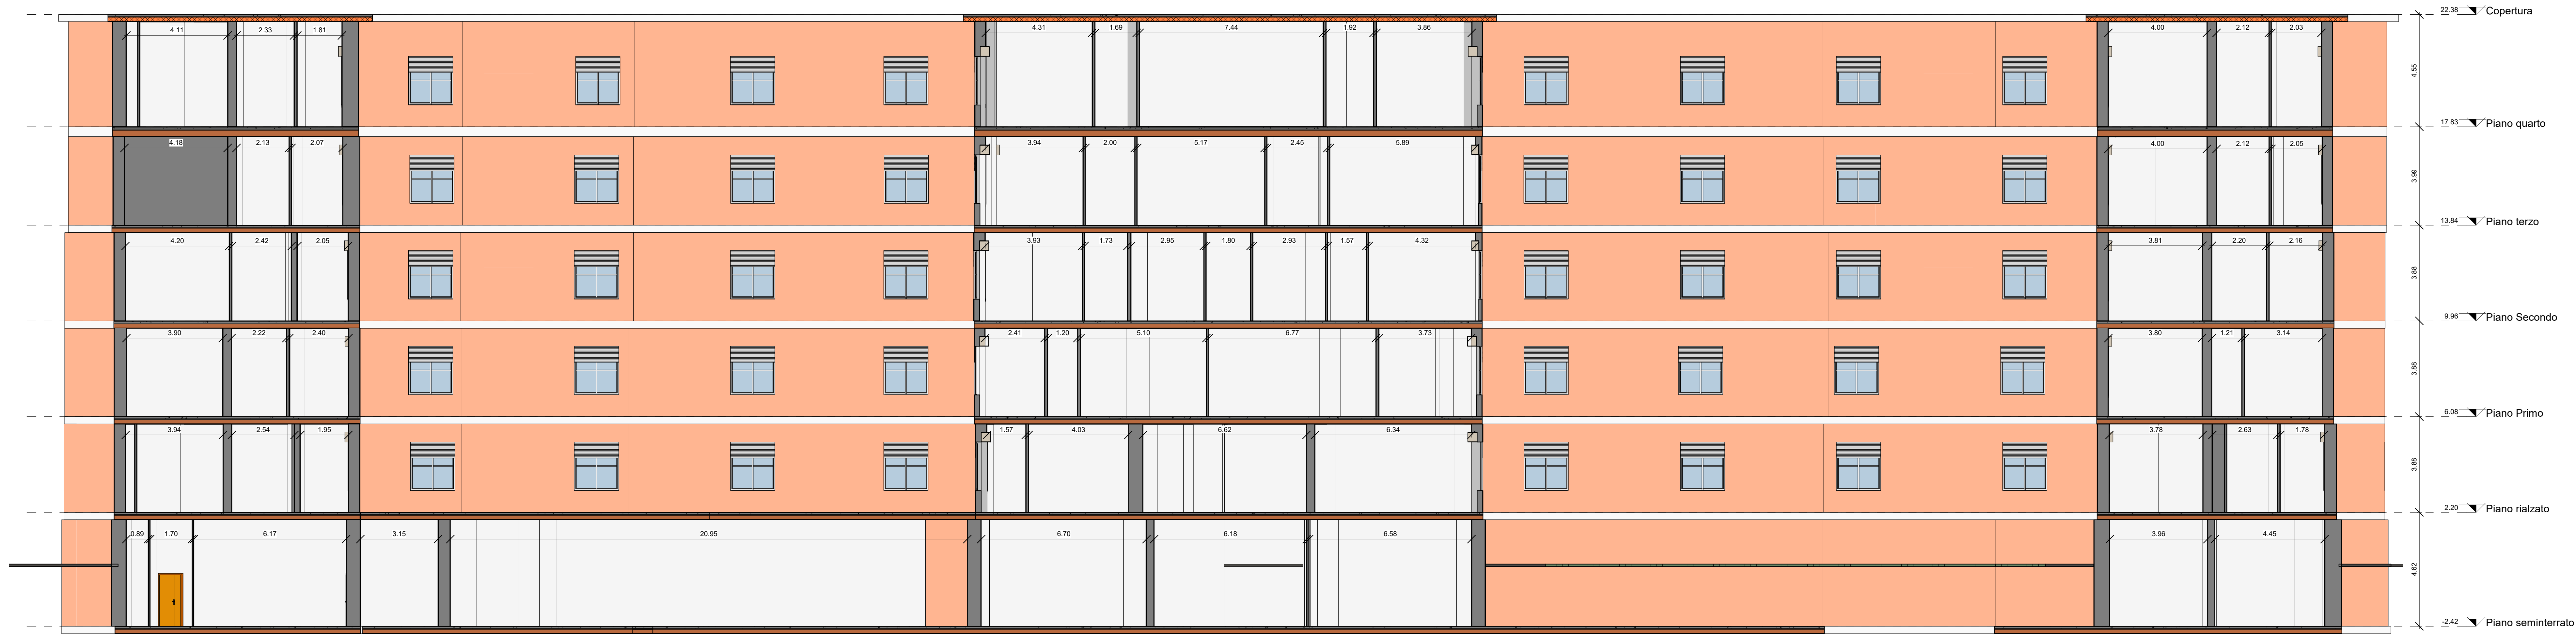 22.38 Copertura
4.11 2.33 1.81 4.31 1.69 7.44 1.92 3.86 4.00 2.12 2.03
4.55
17.83 Piano quarto
4.18 2.13 2.07 3.94 2.00 5.17 2.45 5.89 4.00 2.12 2.05
3.99
13.84 Piano terzo
4.20 2.42 2.05 3.93 1.73 2.95 1.80 2.93 1.57 4.32 3.81 2.20 2.16
3.88
9.96 Piano Secondo
3.90 2.22 2.40 2.41 1.20 5.10 6.77 3.73 3.80 1.21 3.14
3.88
6.08 Piano Primo
3.94 2.54 1.95 1.57 4.03 6.62 6.34 3.78 2.63 1.78
3.88
2.20 Piano rialzato
0.89 1.70 6.17 3.15 20.95 6.70 6.18 6.58 3.96 4.45
4.62
-2.42 Piano seminterrato